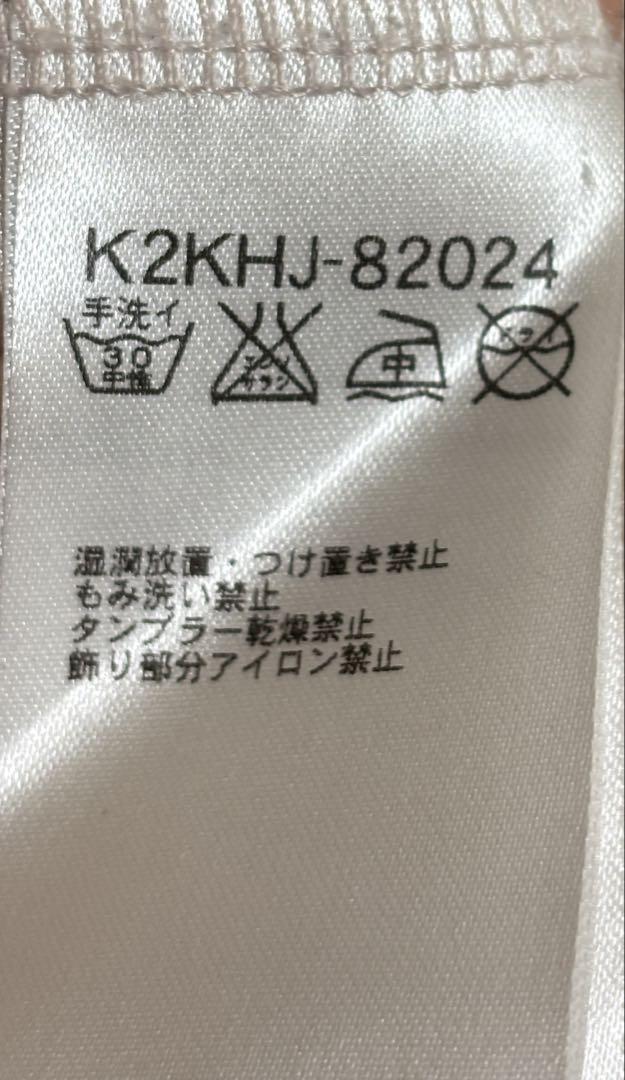 K2KHJ-82024
手洗イ
30
中性
エンソ
サラシ
中
ドライ
湿潤放置・つけ置き禁止
もみ洗い禁止
タンブラー乾燥禁止
飾り部分アイロン禁止